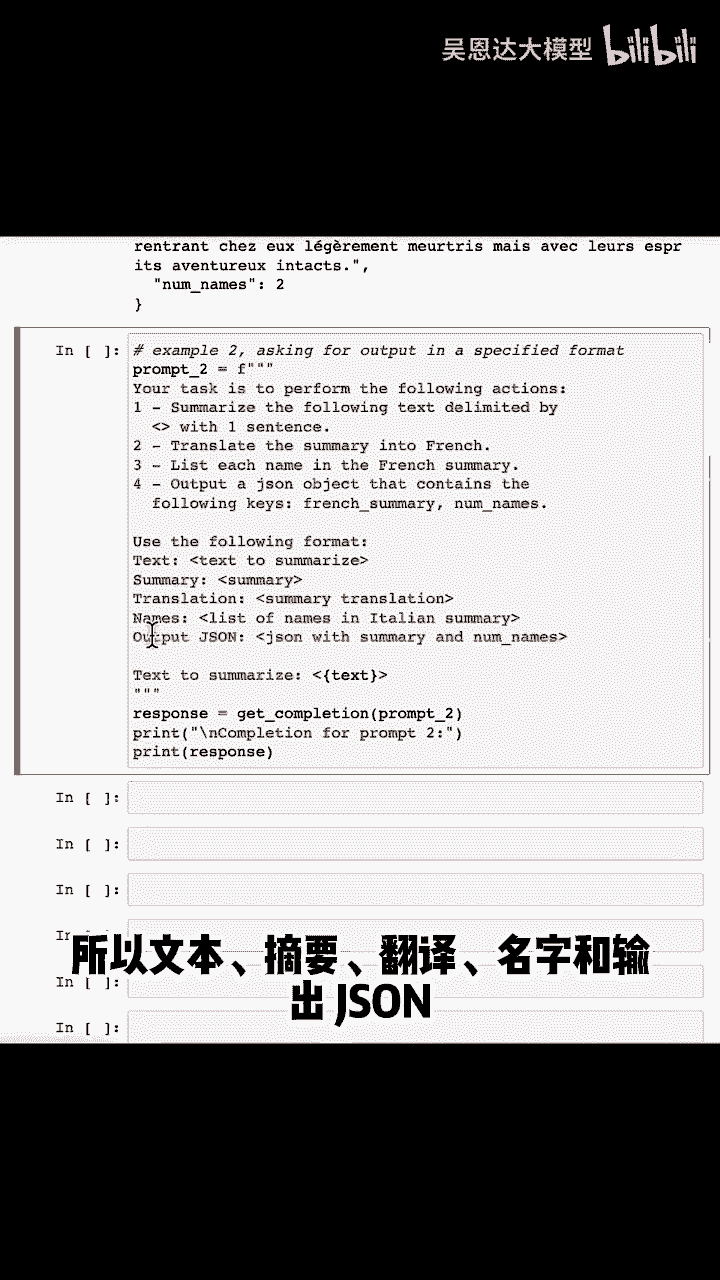 吴恩达大模型 bilibili
rentrant chez eux légèrement meurtris mais avec leurs espr
its aventureux intacts.",
"num_names": 2
}
In [ ]: # example 2, asking for output in a specified format
prompt_2 = f"""
Your task is to perform the following actions:
1 - Summarize the following text delimited by
<> with 1 sentence.
2 - Translate the summary into French.
3 - List each name in the French summary.
4 - Output a json object that contains the
following keys: french_summary, num_names.
Use the following format:
Text: <text to summarize>
Summary: <summary>
Translation: <summary translation>
Names: <list of names in Italian summary>
Output JSON: <json with summary and num_names>
Text to summarize: <{text}>
"""
response = get_completion(prompt_2)
print("\nCompletion for prompt 2:")
print(response)
In [ ]:
In [ ]:
In [ ]:
In [ ]:
所以文本、摘要、翻译、名字和输
In [ ]:
出 JSON
In [ ]: